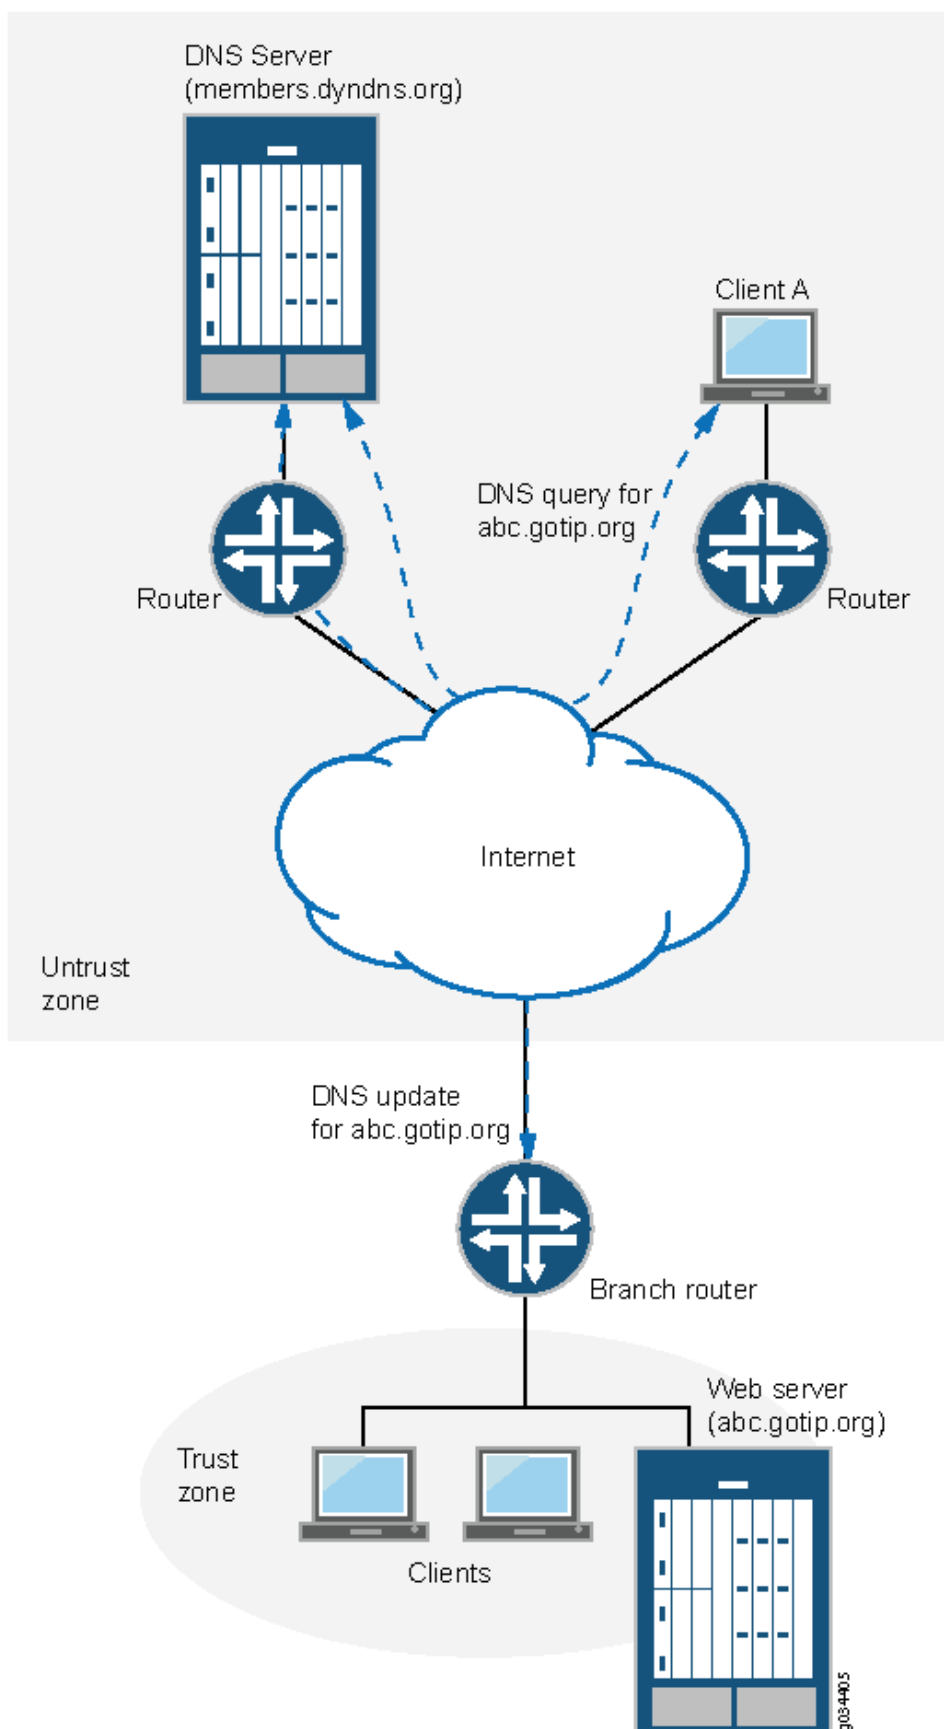 DNS Server
(members.dyndns.org)
Client A
DNS query for
abc.gotip.org
Router
Router
Internet
Untrust
zone
DNS update
for abc.gotip.org
Branch router
Web server
(abc.gotip.org)
Trust
zone
Clients
g034405